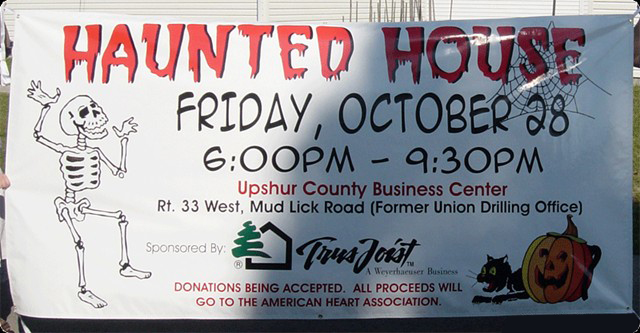 HAUNTED HOUSE
FRIDAY, OCTOBER 28
6:00PM – 9:30PM
Upshur County Business Center
Rt. 33 West, Mud Lick Road (Former Union Drilling Office)
Sponsored By: ® TrusJoist™
A Weyerhaeuser Business
DONATIONS BEING ACCEPTED. ALL PROCEEDS WILL
GO TO THE AMERICAN HEART ASSOCIATION.